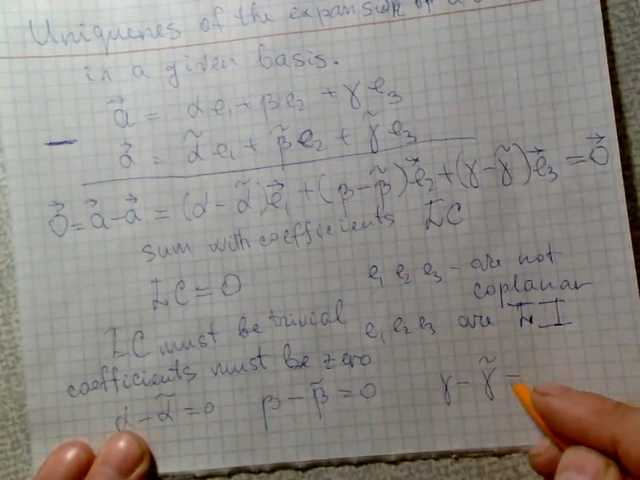 Uniquenes of the expansion of a
in a given basis.
a⃗ = αe₁ + βe₂ + γe₃
a⃗ = α̃e₁ + β̃e₂ + γ̃e₃
0⃗ = a⃗ - a⃗ = (α - α̃)e⃗₁ + (β - β̃)e⃗₂ + (γ - γ̃)e⃗₃ = 0⃗
sum with coefficients LC
LC = 0 e₁ e₂ e₃ - are not
coplanar
LC must be trivial e₁ e₂ e₃ are LI
coefficients must be zero
α - α̃ = 0 β - β̃ = 0 γ - γ̃ =